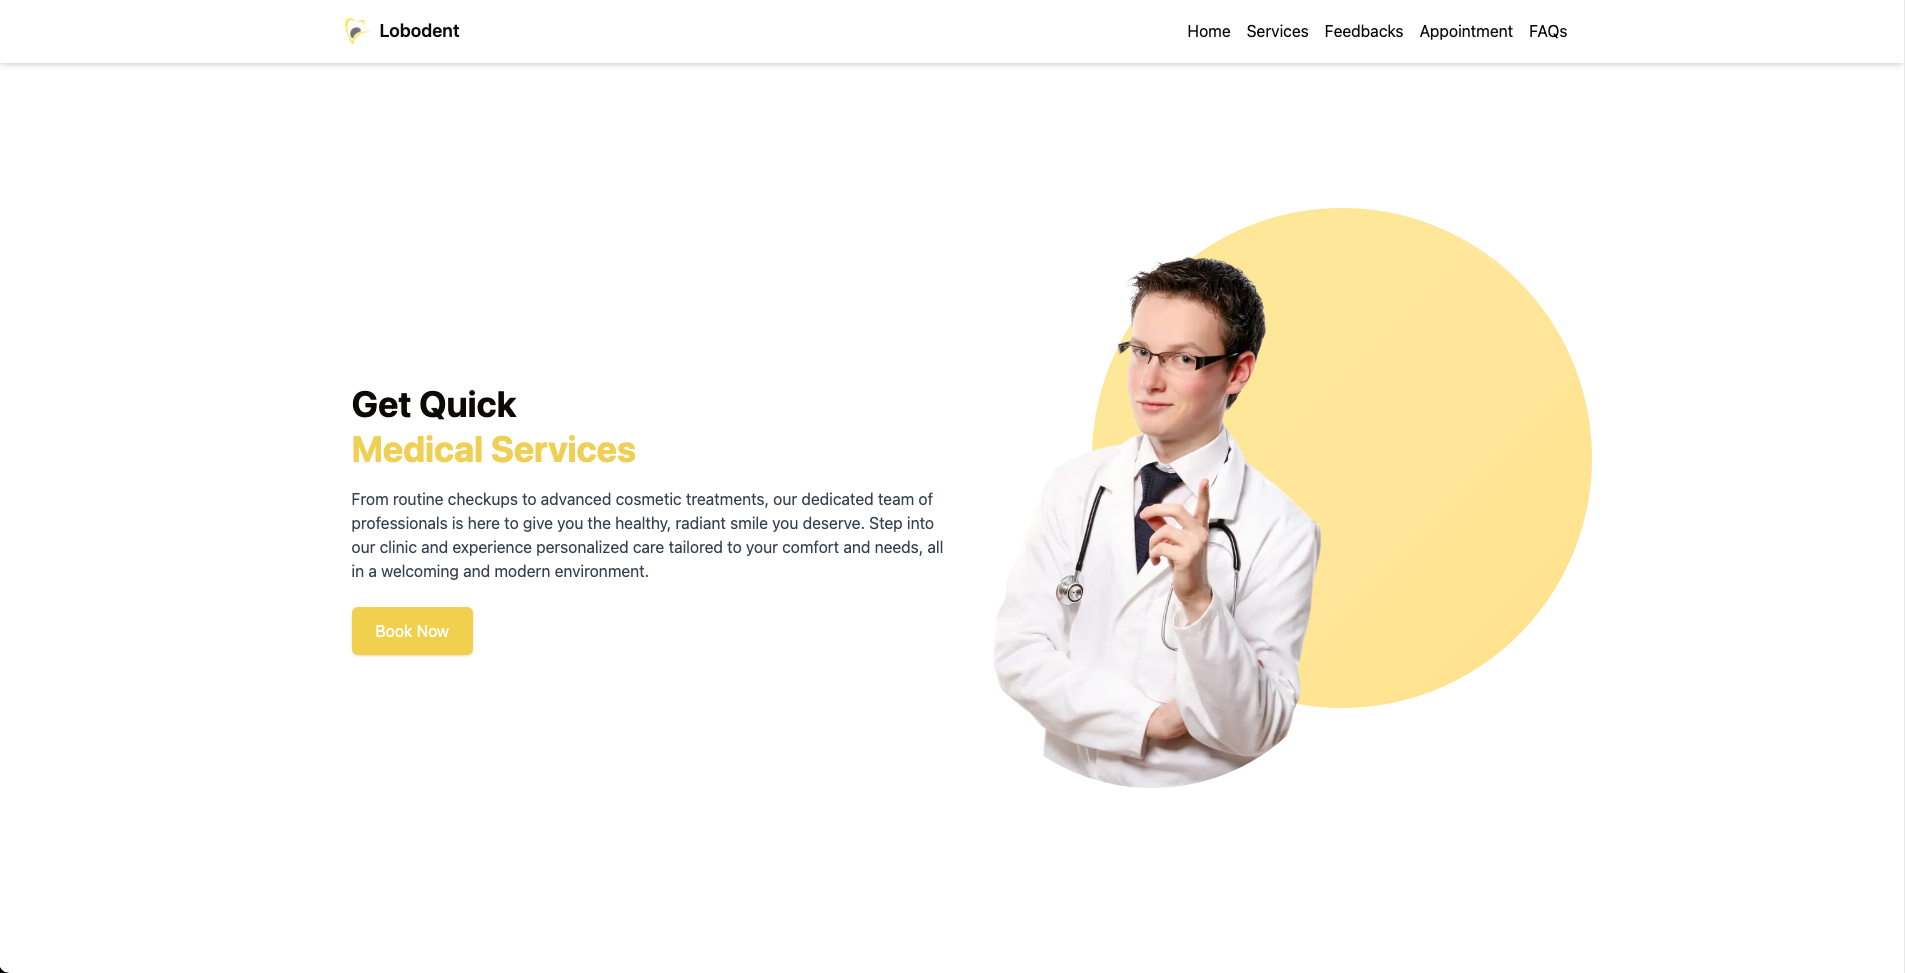 Lobodent
Home Services Feedbacks Appointment FAQs
Get Quick
Medical Services
From routine checkups to advanced cosmetic treatments, our dedicated team of
professionals is here to give you the healthy, radiant smile you deserve. Step into
our clinic and experience personalized care tailored to your comfort and needs, all
in a welcoming and modern environment.
Book Now